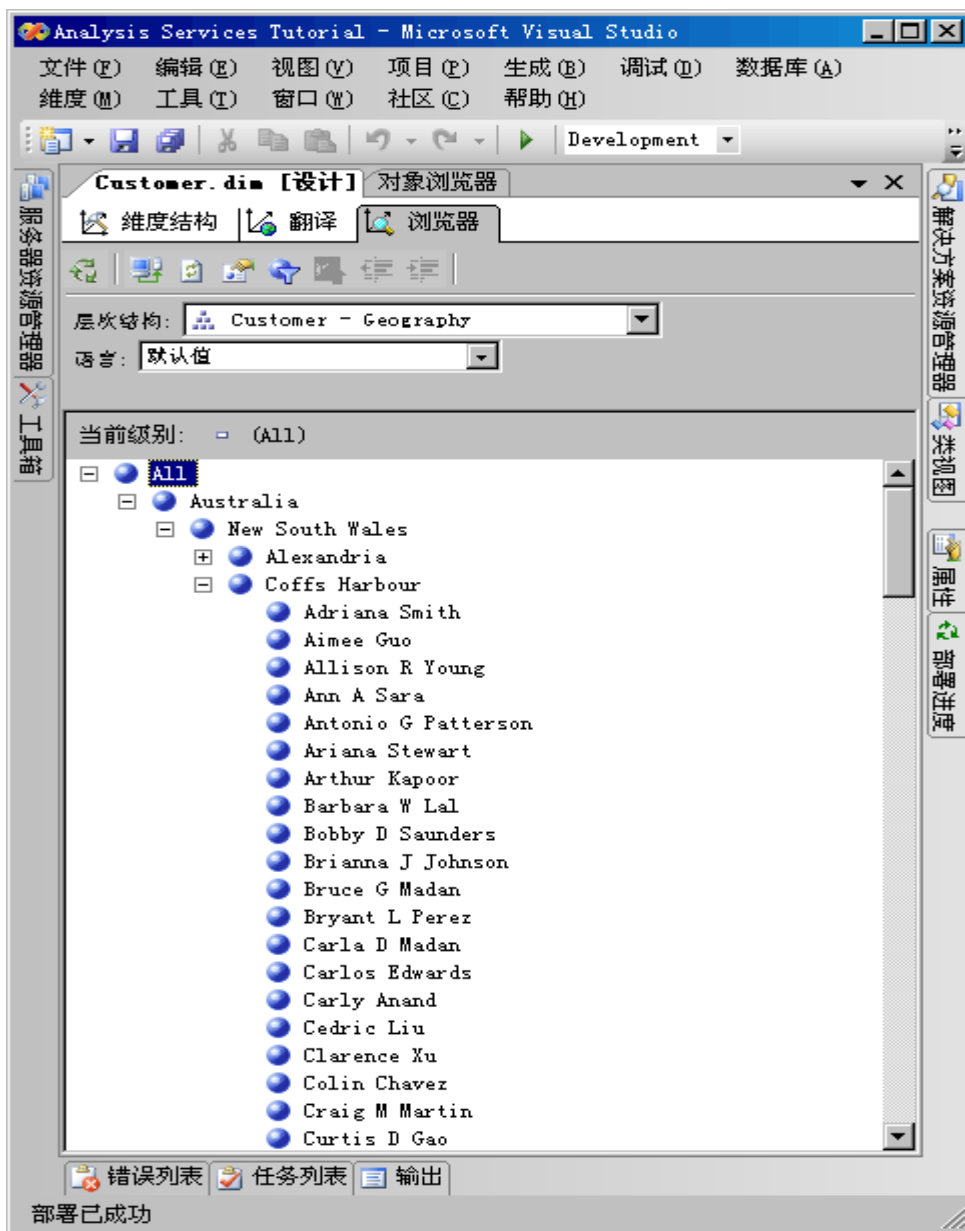 Analysis Services Tutorial - Microsoft Visual Studio
文件(F) 编辑(E) 视图(V) 项目(P) 生成(B) 调试(D) 数据库(A)
维度(M) 工具(T) 窗口(W) 社区(C) 帮助(H)
Development
Customer.dim [设计] 对象浏览器
维度结构 翻译 浏览器
层次结构: Customer - Geography
语言: 默认值
当前级别: (All)
All
Australia
New South Wales
Alexandria
Coffs Harbour
Adriana Smith
Aimee Guo
Allison R Young
Ann A Sara
Antonio G Patterson
Ariana Stewart
Arthur Kapoor
Barbara W Lal
Bobby D Saunders
Brianna J Johnson
Bruce G Madan
Bryant L Perez
Carla D Madan
Carlos Edwards
Carly Anand
Cedric Liu
Clarence Xu
Colin Chavez
Craig M Martin
Curtis D Gao
服务器资源管理器
工具箱
解决方案资源管理器
类视图
属性
部署进度
错误列表 任务列表 输出
部署已成功